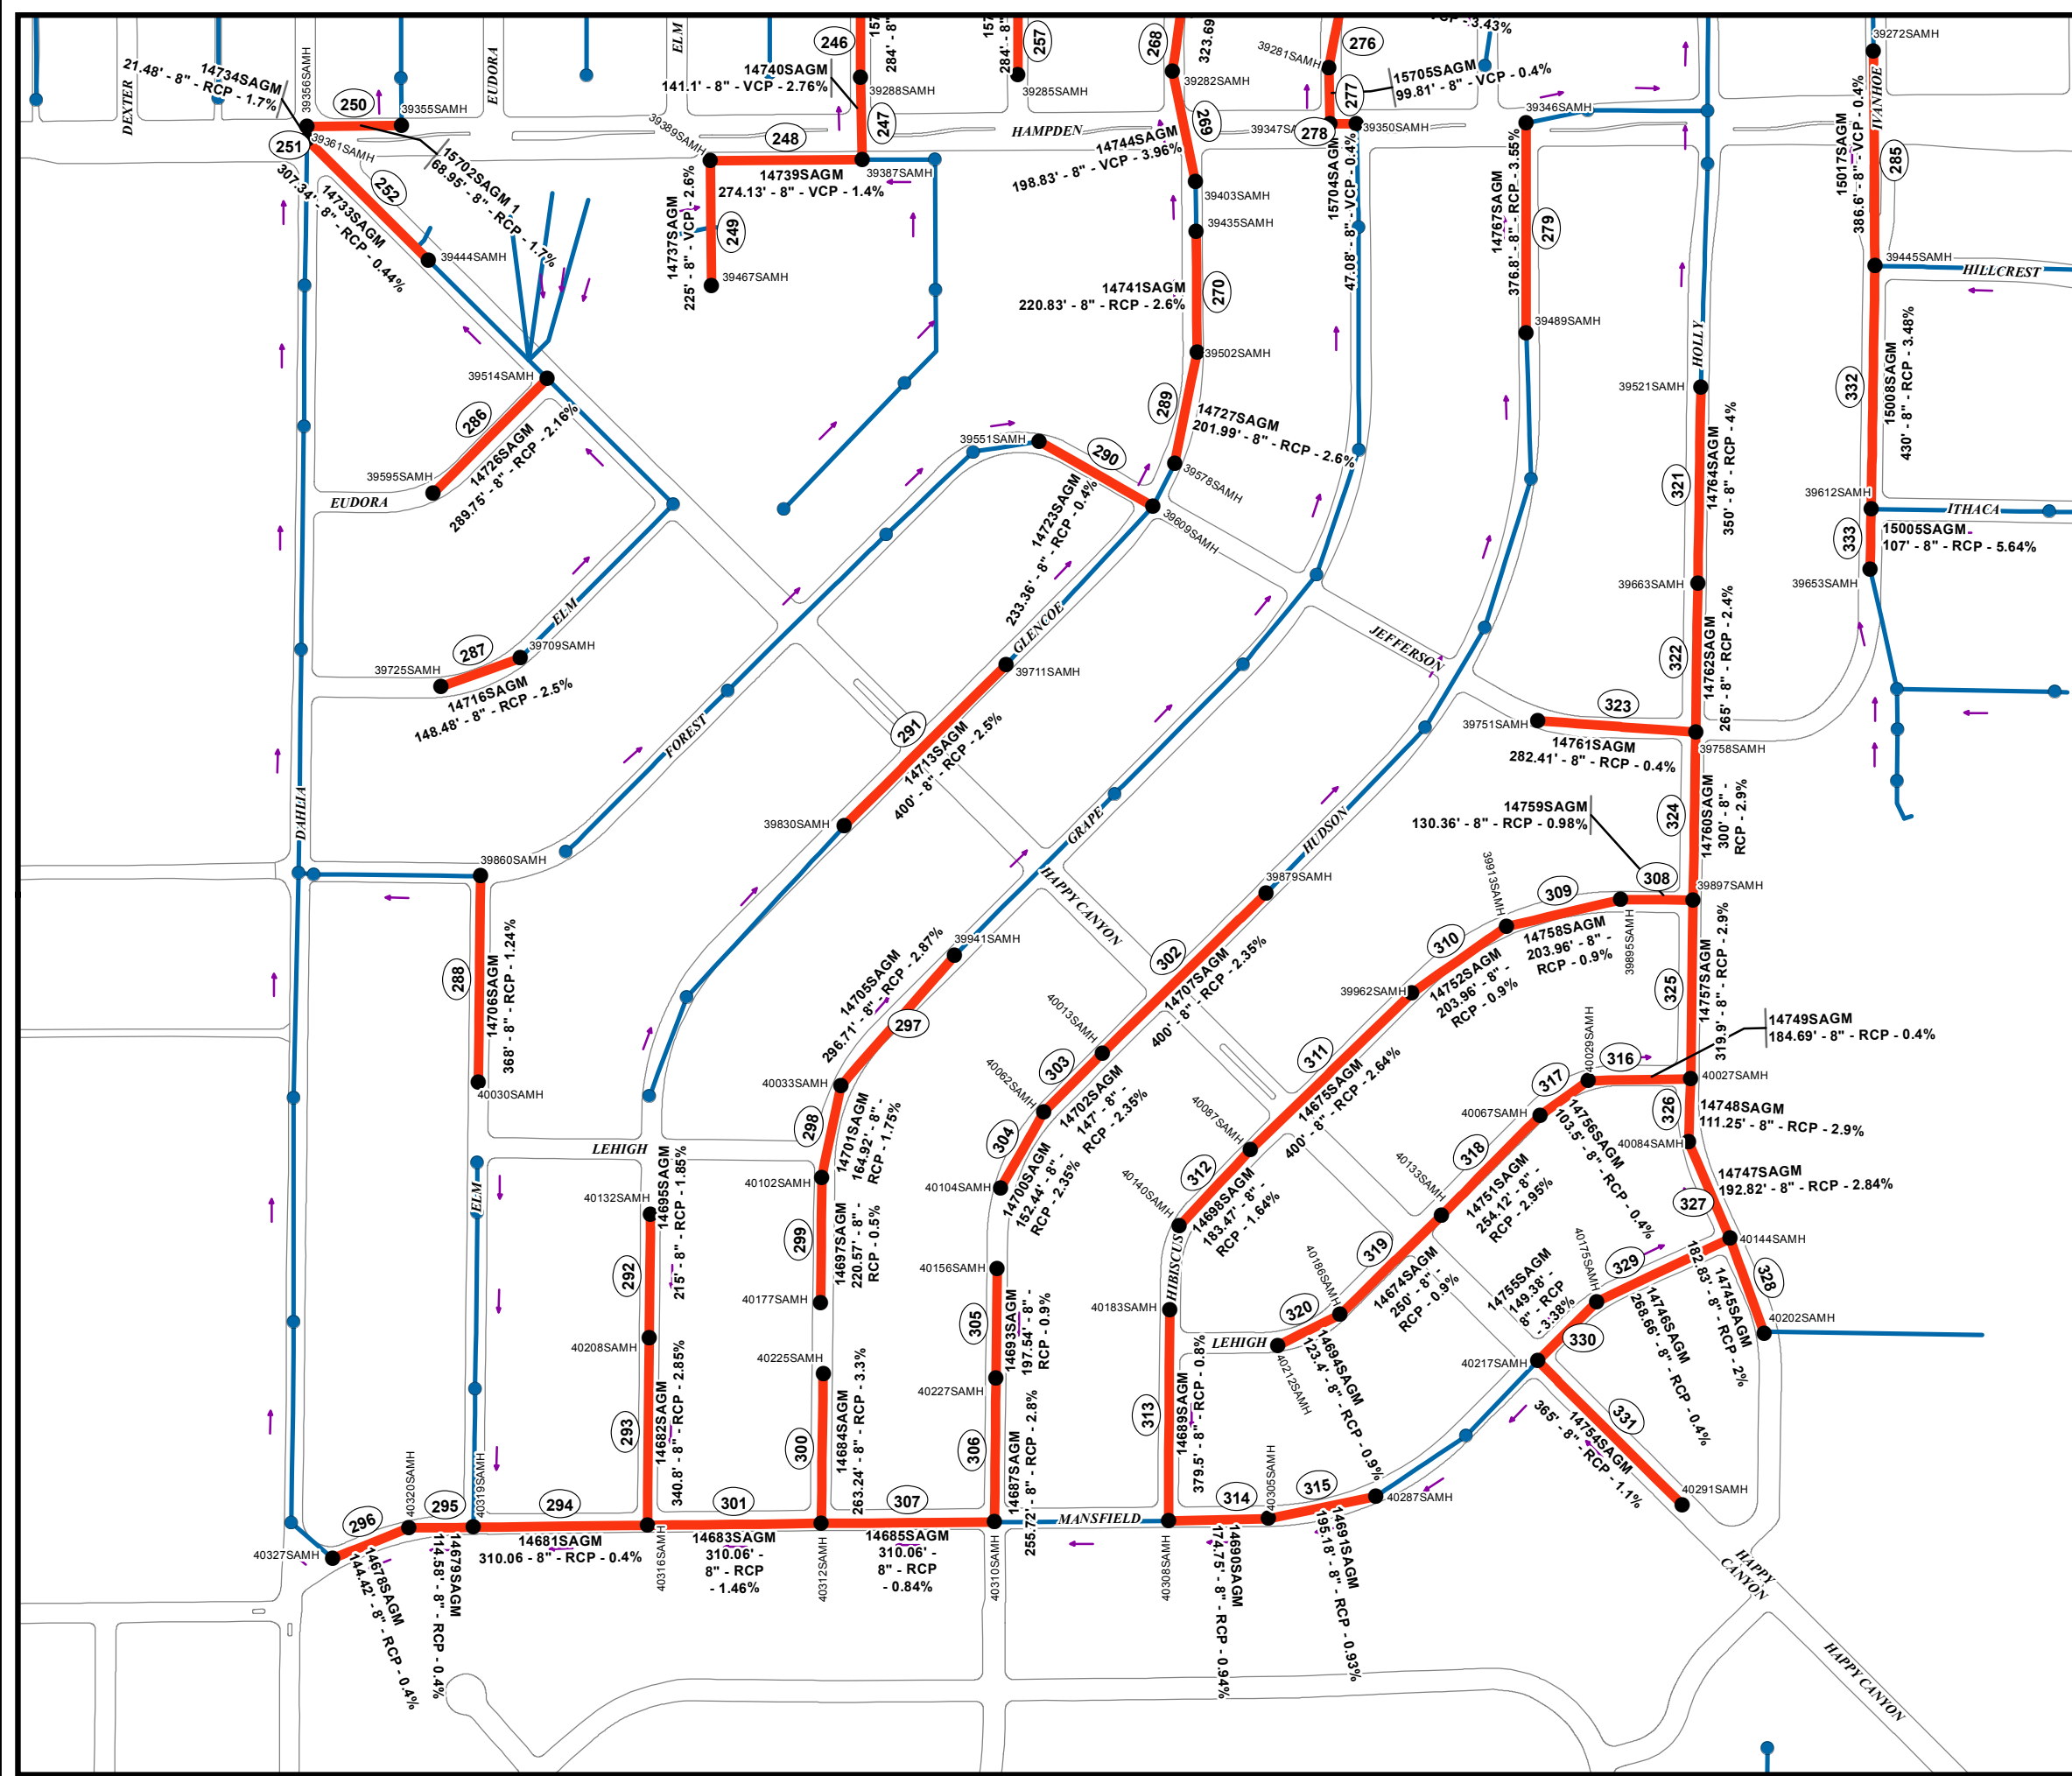 DEXTER
14734SAGM
21.48' - 8" - RCP - 1.7%
39356SAMH
250
39355SAMH
EUDORA
ELM
246
284' - 8"
14740SAGM
141.1' - 8" - VCP - 2.76%
39288SAMH
247
284' - 8"
257
39285SAMH
268
323.69
39282SAMH
269
39281SAMH
276
277
15705SAGM
99.81' - 8" - VCP - 0.4%
VCP - 3.43%
39346SAMH
39272SAMH
IVANHOE
251
39361SAMH
252
14733SAGM
307.34' - 8" - RCP - 0.44%
15702SAGM 1
68.95' - 8" - RCP - 1.7%
39444SAMH
39389SAMH
248
14739SAGM
274.13' - 8" - VCP - 1.4%
39387SAMH
HAMPDEN
14744SAGM
198.83' - 8" - VCP - 3.96%
39347SA
278
39350SAMH
15704SAGM
47.08' - 8" - VCP - 0.4%
14767SAGM
376.8' - 8" - RCP - 3.55%
279
15017SAGM
386.6' - 8" - VCP - 0.4%
285
14737SAGM
225' - 8" - VCP - 2.6%
249
39467SAMH
39403SAMH
39435SAMH
14741SAGM
220.83' - 8" - RCP - 2.6%
270
39445SAMH
HILLCREST
39489SAMH
HOLLY
39502SAMH
39514SAMH
286
14726SAGM
289.75' - 8" - RCP - 2.16%
39595SAMH
EUDORA
289
14727SAGM
201.99' - 8" - RCP - 2.6%
39551SAMH
290
39578SAMH
39609SAMH
14723SAGM
233.36' - 8" - RCP - 0.4%
39521SAMH
321
14764SAGM
350' - 8" - RCP - 4%
332
15008SAGM
430' - 8" - RCP - 3.48%
39612SAMH
ITHACA
333
15005SAGM
107' - 8" - RCP - 5.64%
39653SAMH
39663SAMH
ELM
287
39709SAMH
39725SAMH
14716SAGM
148.48' - 8" - RCP - 2.5%
GLENCOE
39711SAMH
JEFFERSON
322
14762SAGM
265' - 8" - RCP - 2.4%
323
39751SAMH
14761SAGM
282.41' - 8" - RCP - 0.4%
39758SAMH
FOREST
291
14713SAGM
400' - 8" - RCP - 2.5%
39830SAMH
DAHLIA
GRAPE
HUDSON
14759SAGM
130.36' - 8" - RCP - 0.98%
324
14760SAGM
300' - 8" -
RCP - 2.9%
39860SAMH
39879SAMH
39913SAMH
309
308
39897SAMH
HAPPY CANYON
288
14706SAGM
368' - 8" - RCP - 1.24%
40030SAMH
14705SAGM
296.71' - 8" - RCP - 2.87%
39941SAMH
297
302
14707SAGM
400' - 8" - RCP - 2.35%
310
14758SAGM
203.96' - 8" -
RCP - 0.9%
39895SAMH
39962SAMH
14752SAGM
203.96' - 8" -
RCP - 0.9%
325
14757SAGM
319.9' - 8" - RCP - 2.9%
14749SAGM
184.69' - 8" - RCP - 0.4%
40013SAMH
40029SAMH
316
40027SAMH
40033SAMH
298
14701SAGM
164.92' - 8" -
RCP - 1.75%
40062SAMH
303
14702SAGM
147' - 8" -
RCP - 2.35%
311
14675SAGM
400' - 8" - RCP - 2.64%
40087SAMH
317
40067SAMH
14756SAGM
103.5' - 8" - RCP - 0.4%
326
14748SAGM
111.25' - 8" - RCP - 2.9%
40084SAMH
LEHIGH
40102SAMH
304
40104SAMH
14700SAGM
152.44' - 8" -
RCP - 2.35%
40140SAMH
312
14698SAGM
183.47' - 8" -
RCP - 1.64%
318
40133SAMH
14751SAGM
254.12' - 8" -
RCP - 2.95%
14747SAGM
192.82' - 8" - RCP - 2.84%
327
40144SAMH
ELM
40132SAMH
14695SAGM
215' - 8" - RCP - 1.85%
292
299
14697SAGM
220.57' - 8" -
RCP - 0.5%
40177SAMH
40156SAMH
HIBISCUS
319
40186SAMH
14674SAGM
250' - 8" -
RCP - 0.9%
14755SAGM
149.38' -
8" - RCP
- 3.38%
40175SAMH
329
328
14745SAGM
182.83' - 8" - RCP - 2%
14746SAGM
268.66' - 8" - RCP - 0.4%
40202SAMH
40183SAMH
305
14693SAGM
197.54' - 8" -
RCP - 0.9%
320
LEHIGH
14694SAGM
123.4' - 8" - RCP - 0.9%
40212SAMH
330
40217SAMH
40208SAMH
40225SAMH
40227SAMH
293
14682SAGM
340.8' - 8" - RCP - 2.85%
300
14684SAGM
263.24' - 8" - RCP - 3.3%
306
14687SAGM
255.72' - 8" - RCP - 2.8%
313
14689SAGM
379.5' - 8" - RCP - 0.8%
331
14754SAGM
365' - 8" - RCP - 1.1%
40291SAMH
40320SAMH
40319SAMH
296
295
294
301
307
MANSFIELD
314
40305SAMH
315
40287SAMH
40327SAMH
14678SAGM
144.42' - 8" - RCP - 0.4%
14679SAGM
114.58' - 8" - RCP - 0.4%
14681SAGM
310.06 - 8" - RCP - 0.4%
40316SAMH
14683SAGM
310.06' -
8" - RCP
- 1.46%
40312SAMH
14685SAGM
310.06' -
8" - RCP
- 0.84%
40310SAMH
40308SAMH
14690SAGM
174.75' - 8" - RCP - 0.94%
14691SAGM
195.18' - 8" - RCP - 0.93%
HAPPY
CANYON
HAPPY CANYON